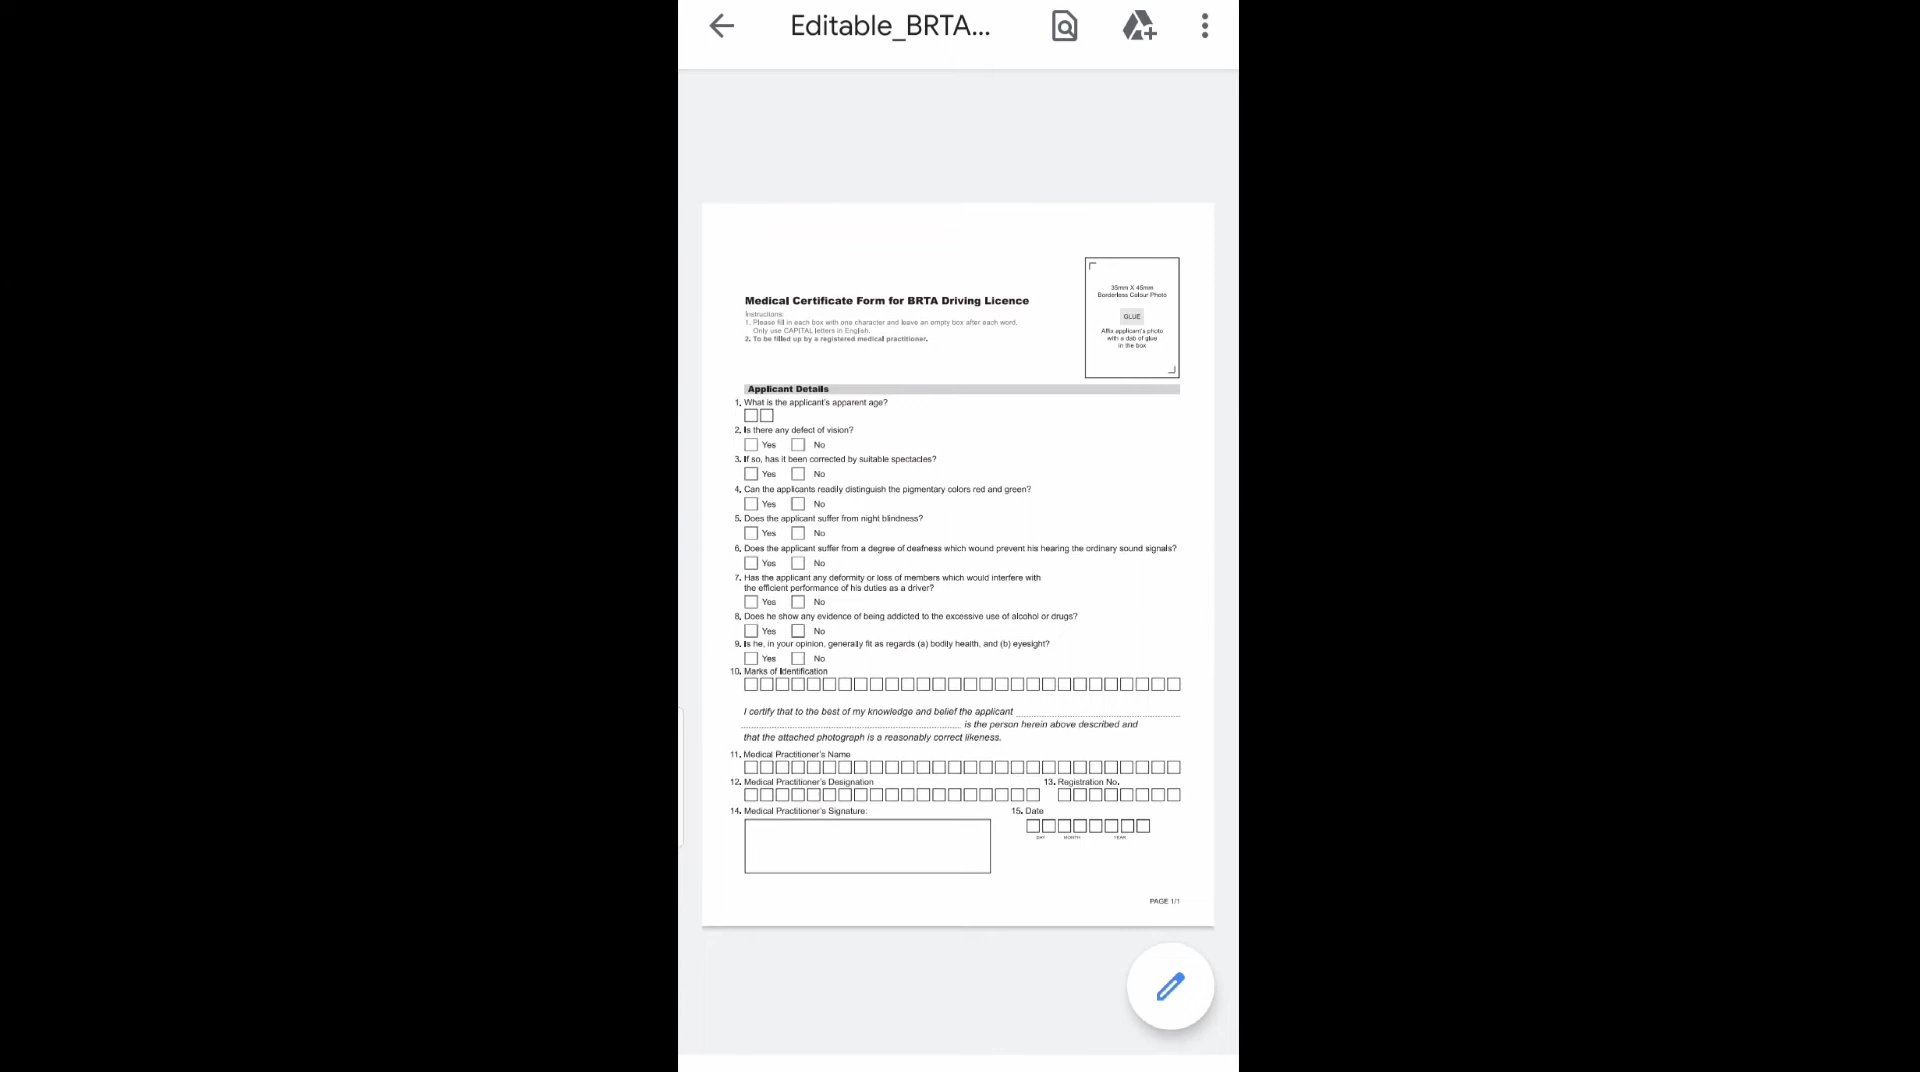 Editable_BRTA...
35mm X 45mm
Borderless Colour Photo
GLUE
Affix applicant's photo
with a dab of glue
in the box
Medical Certificate Form for BRTA Driving Licence
Instructions:
1. Please fill in each box with one character and leave an empty box after each word.
Only use CAPITAL letters in English.
2. To be filled up by a registered medical practitioner.
Applicant Details
1. What is the applicant's apparent age?
2. Is there any defect of vision?
Yes No
3. If so, has it been corrected by suitable spectacles?
Yes No
4. Can the applicants readily distinguish the pigmentary colors red and green?
Yes No
5. Does the applicant suffer from night blindness?
Yes No
6. Does the applicant suffer from a degree of deafness which wound prevent his hearing the ordinary sound signals?
Yes No
7. Has the applicant any deformity or loss of members which would interfere with
the efficient performance of his duties as a driver?
Yes No
8. Does he show any evidence of being addicted to the excessive use of alcohol or drugs?
Yes No
9. Is he, in your opinion, generally fit as regards (a) bodily health, and (b) eyesight?
Yes No
10. Marks of Identification
I certify that to the best of my knowledge and belief the applicant
is the person herein above described and
that the attached photograph is a reasonably correct likeness.
11. Medical Practitioner's Name
12. Medical Practitioner's Designation 13. Registration No.
14. Medical Practitioner's Signature: 15. Date
DAY MONTH YEAR
PAGE 1/1